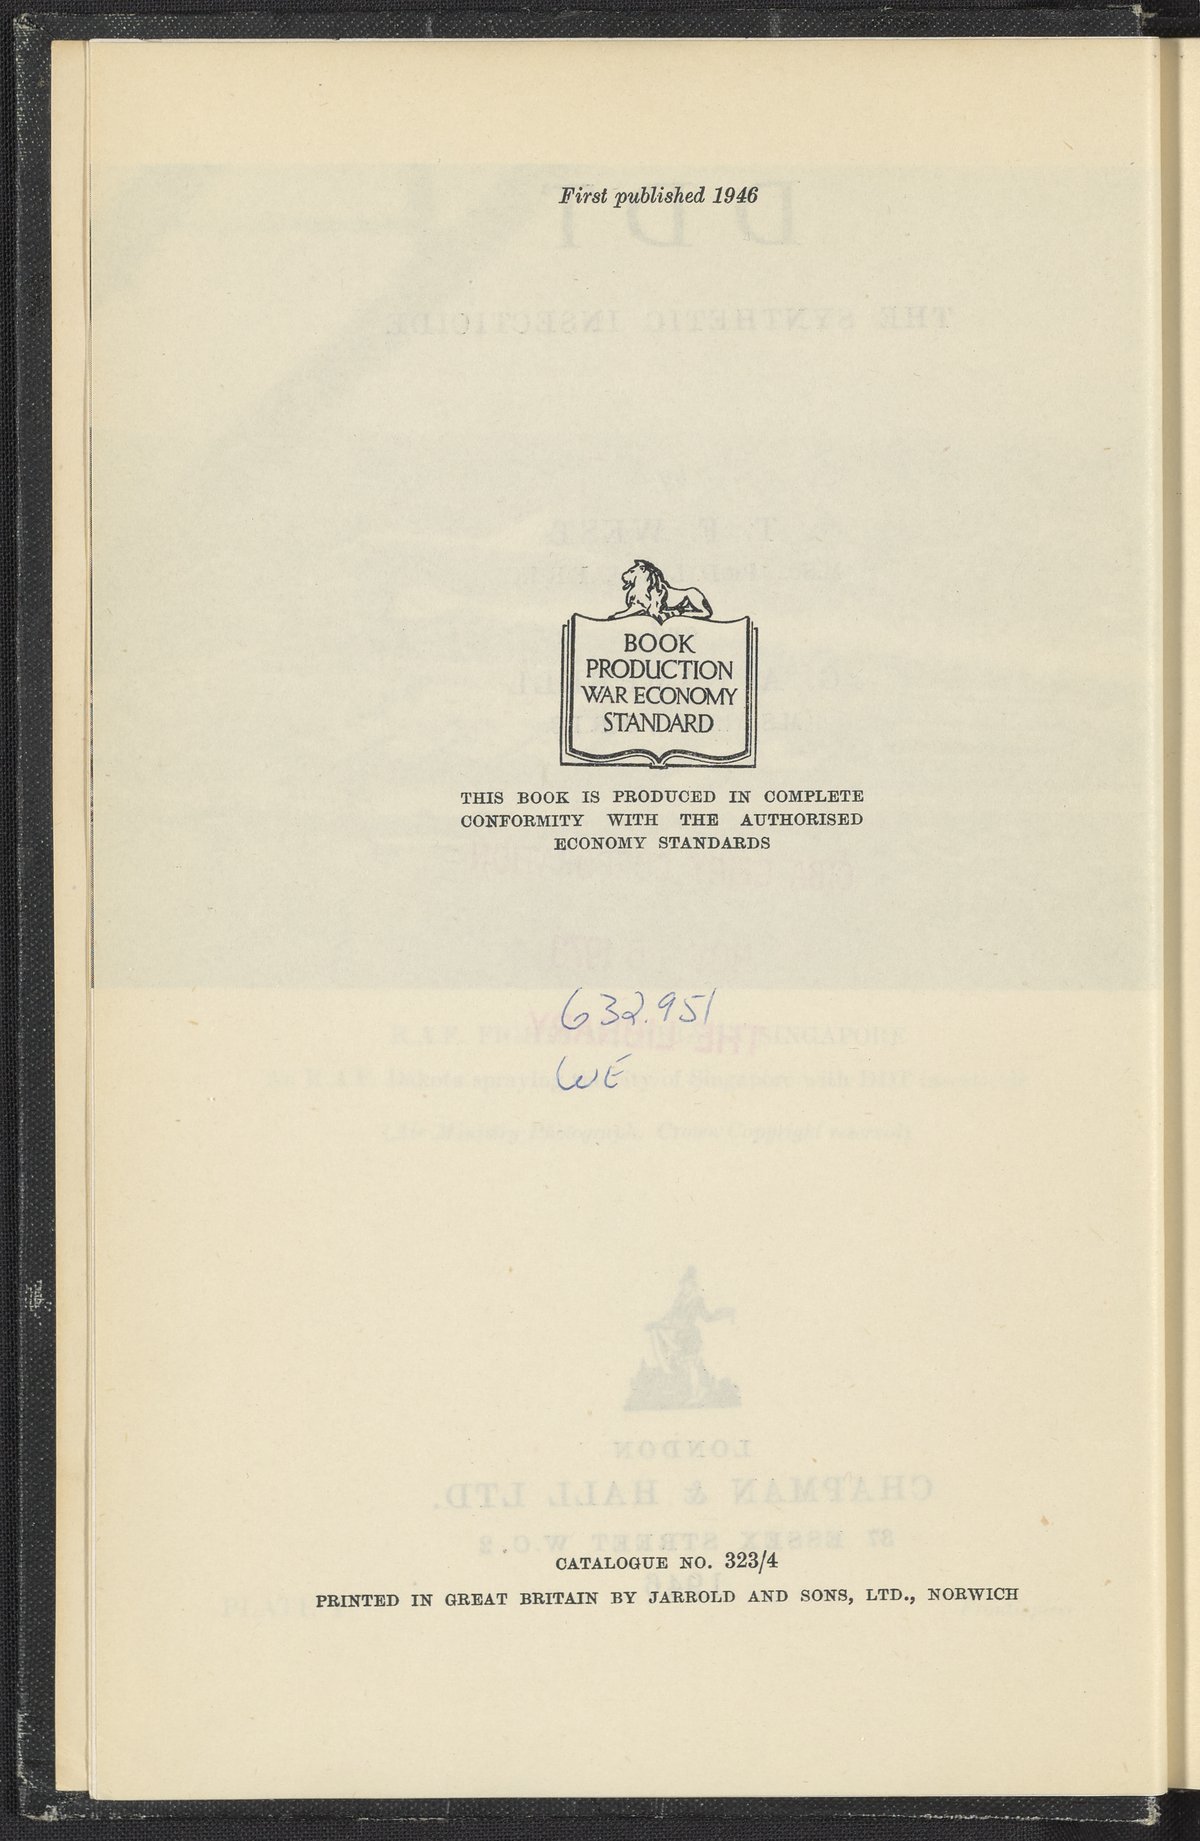 First published 1946
BOOK
PRODUCTION
WAR ECONOMY
STANDARD
THIS BOOK IS PRODUCED IN COMPLETE
CONFORMITY WITH THE AUTHORISED
ECONOMY STANDARDS
632.951
WE
CATALOGUE NO. 323/4
PRINTED IN GREAT BRITAIN BY JARROLD AND SONS, LTD., NORWICH